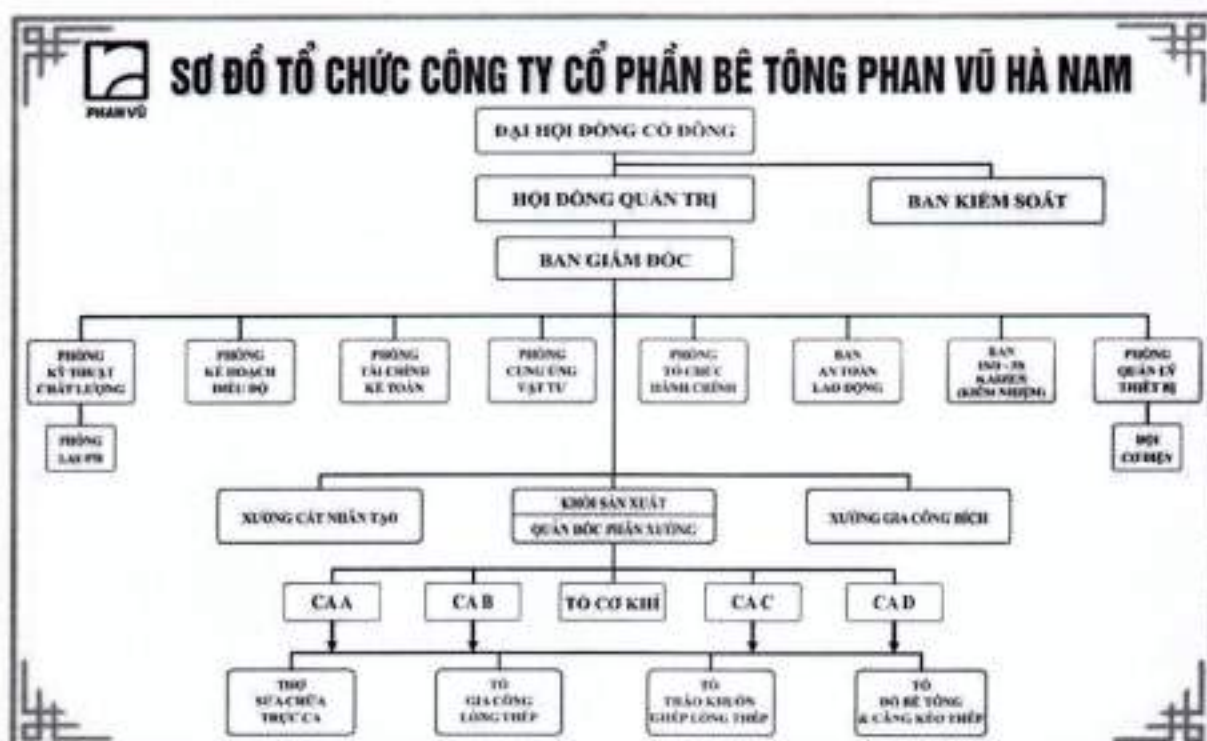 SƠ ĐỒ TỔ CHỨC CÔNG TY CỔ PHẦN BÊ TÔNG PHAN VŨ HÀ NAM
PHAN VŨ
ĐẠI HỘI ĐỒNG CỔ ĐÔNG
HỘI ĐỒNG QUẢN TRỊ
BAN KIỂM SOÁT
BAN GIÁM ĐỐC
PHÒNG
KỸ THUẬT
CHẤT LƯỢNG
PHÒNG
KẾ HOẠCH
ĐIỀU ĐỘ
PHÒNG
TÀI CHÍNH
KẾ TOÁN
PHÒNG
CUNG ỨNG
VẬT TƯ
PHÒNG
TỔ CHỨC
HÀNH CHÍNH
BAN
AN TOÀN
LAO ĐỘNG
BAN
ISO - 5S
KAIZEN
(KIÊM NHIỆM)
PHÒNG
QUẢN LÝ
THIẾT BỊ
PHÒNG
ĐỘI
CƠ ĐIỆN
XƯỞNG CÁT NHÂN TẠO
KHỐI SẢN XUẤT
QUẢN ĐỐC PHÂN XƯỞNG
XƯỞNG GIA CÔNG BÍCH
CA A
CA B
TỔ CƠ KHÍ
CA C
CA D
THỢ
SỬA CHỮA
TRỰC CA
TỔ
GIA CÔNG
LỒNG THÉP
TỔ
THÁO KHUÔN
GHÉP LỒNG THÉP
TỔ
ĐỔ BÊ TÔNG
& CĂNG KÉO THÉP